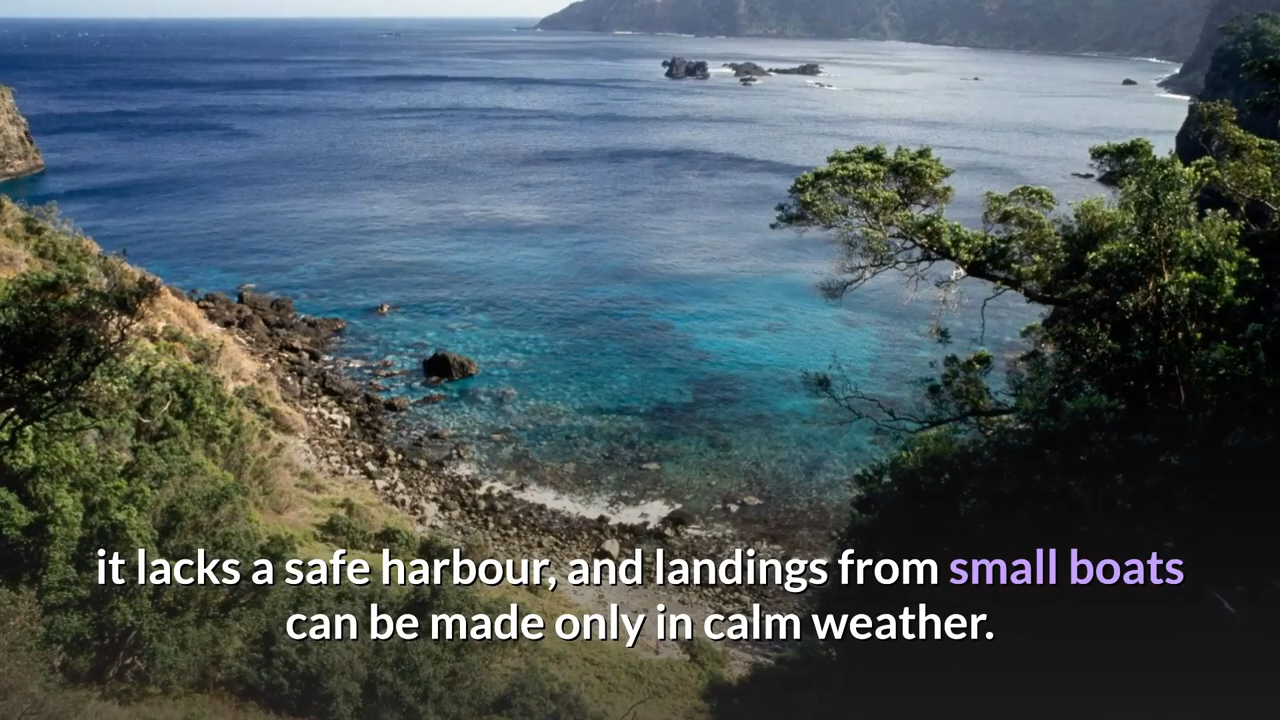 it lacks a safe harbour, and landings from small boats
can be made only in calm weather.